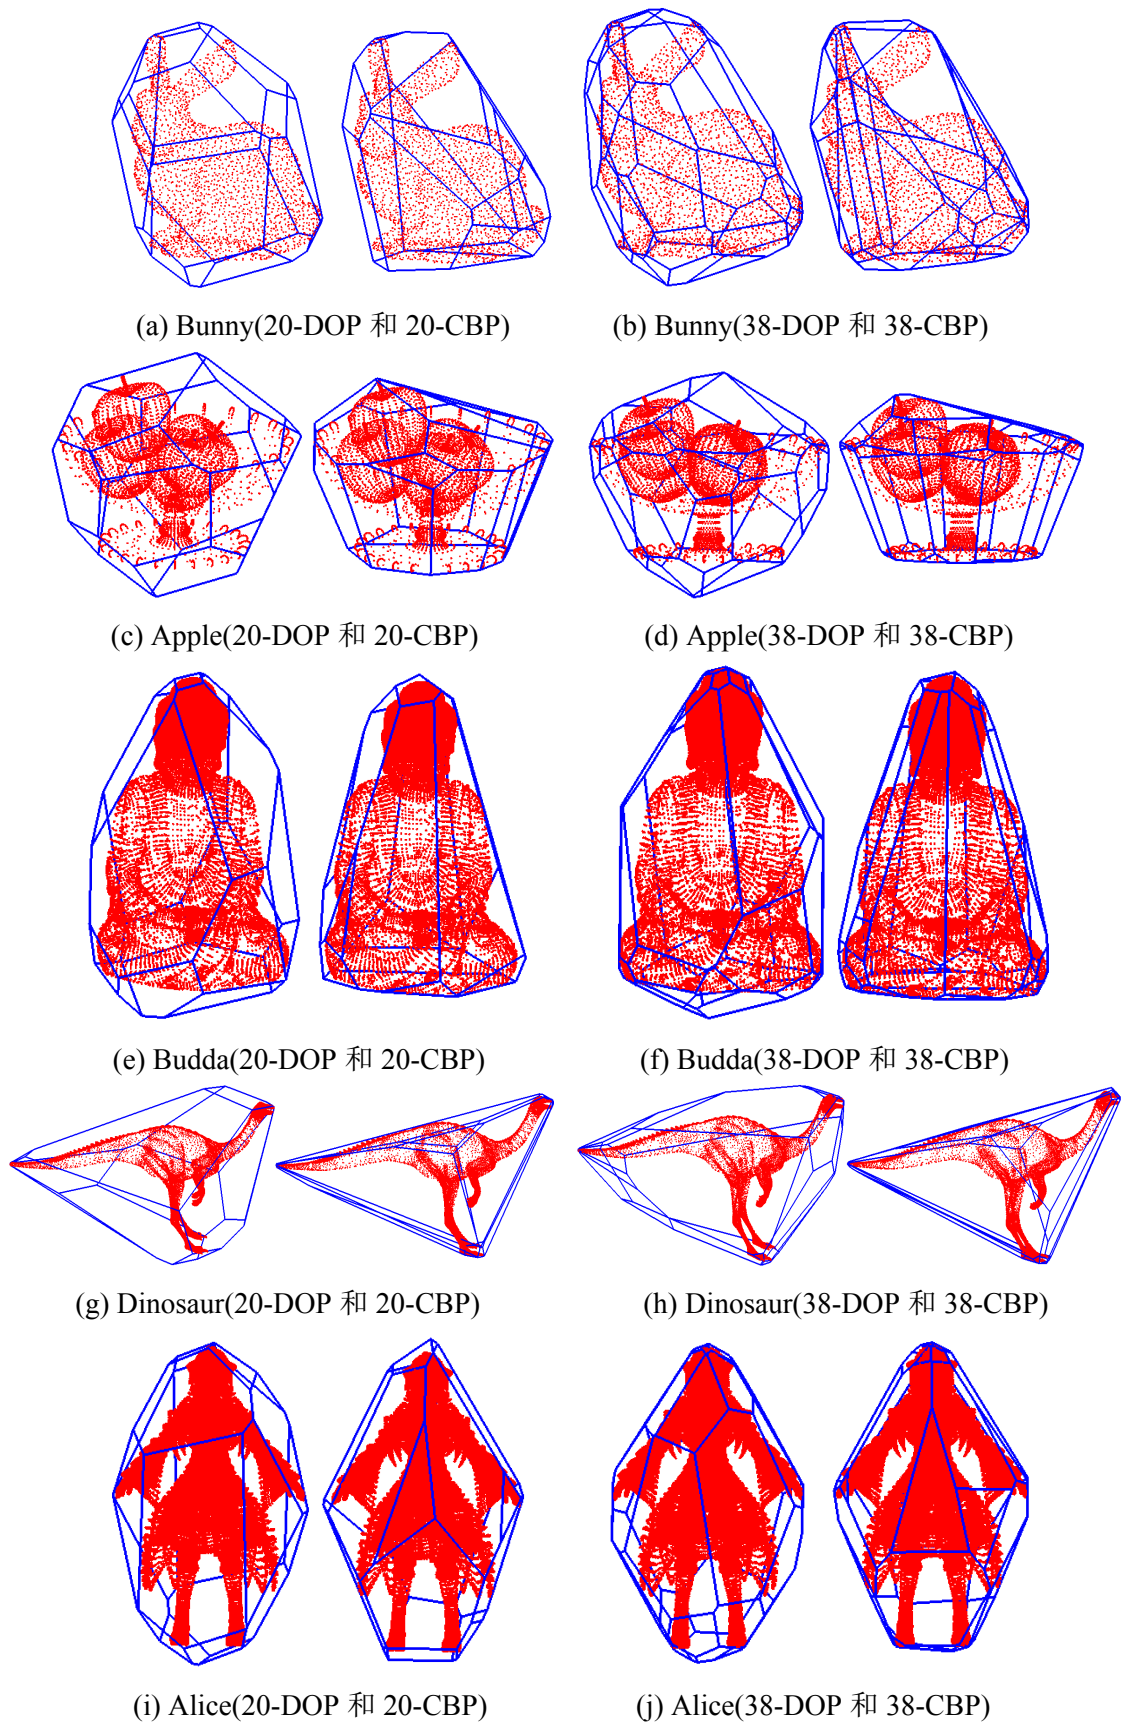 (a) Bunny(20-DOP 和 20-CBP)
(b) Bunny(38-DOP 和 38-CBP)
(c) Apple(20-DOP 和 20-CBP)
(d) Apple(38-DOP 和 38-CBP)
(e) Budda(20-DOP 和 20-CBP)
(f) Budda(38-DOP 和 38-CBP)
(g) Dinosaur(20-DOP 和 20-CBP)
(h) Dinosaur(38-DOP 和 38-CBP)
(i) Alice(20-DOP 和 20-CBP)
(j) Alice(38-DOP 和 38-CBP)